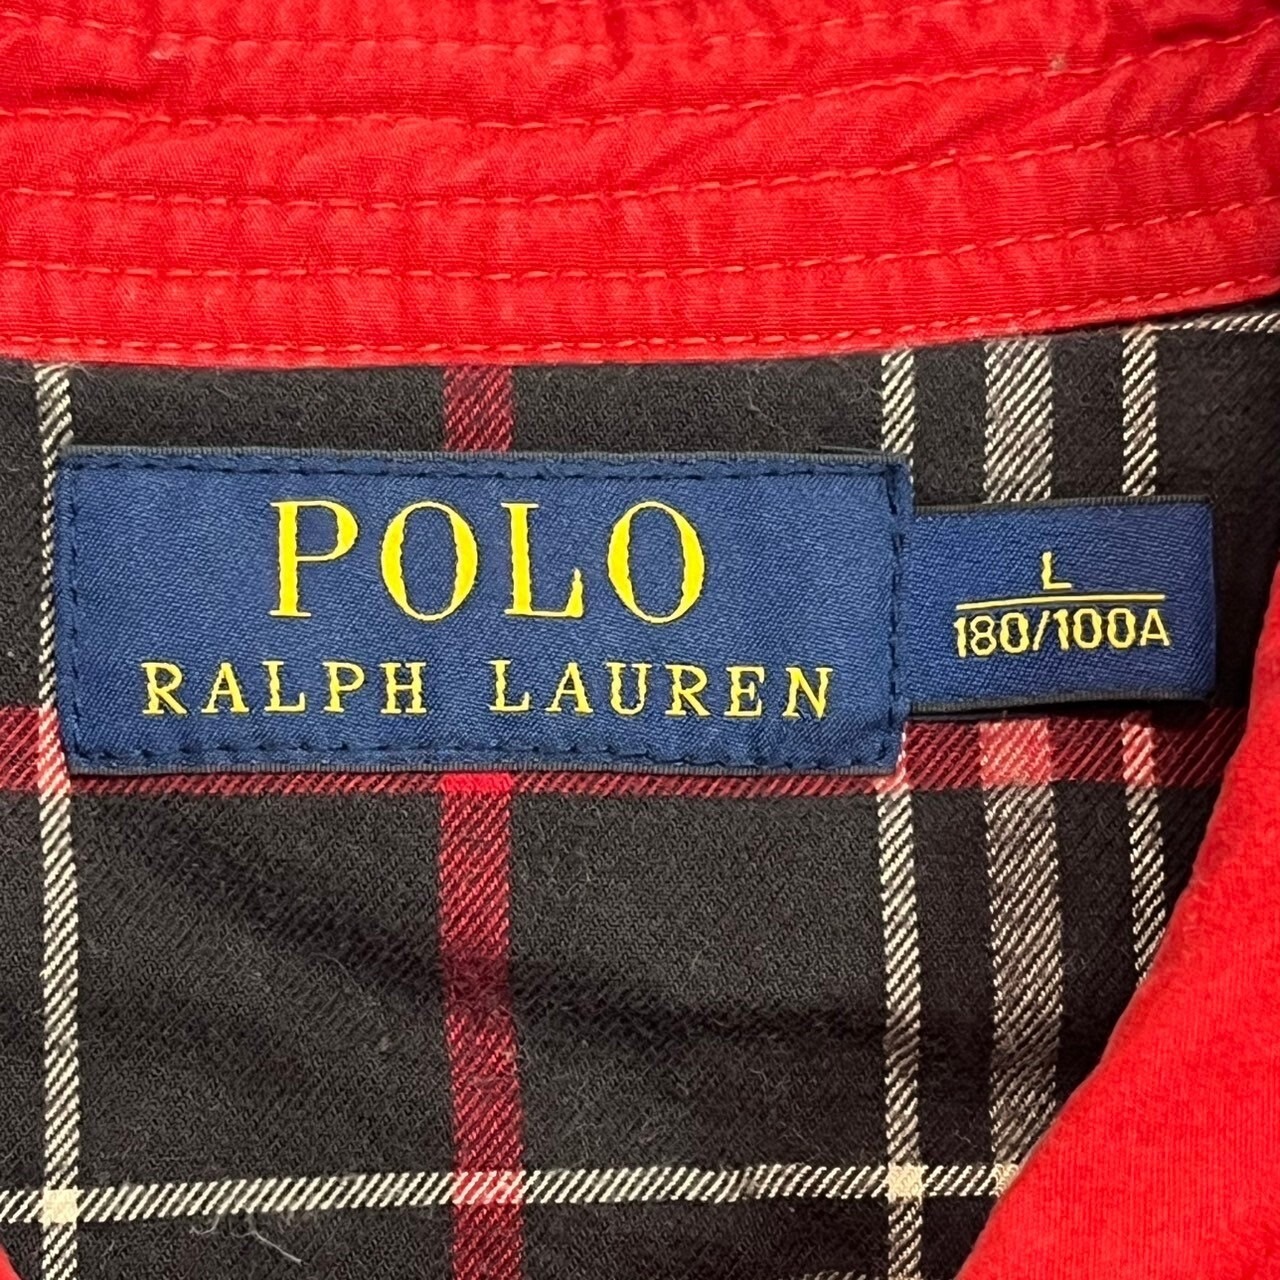 POLO
RALPH LAUREN
L
180/100A